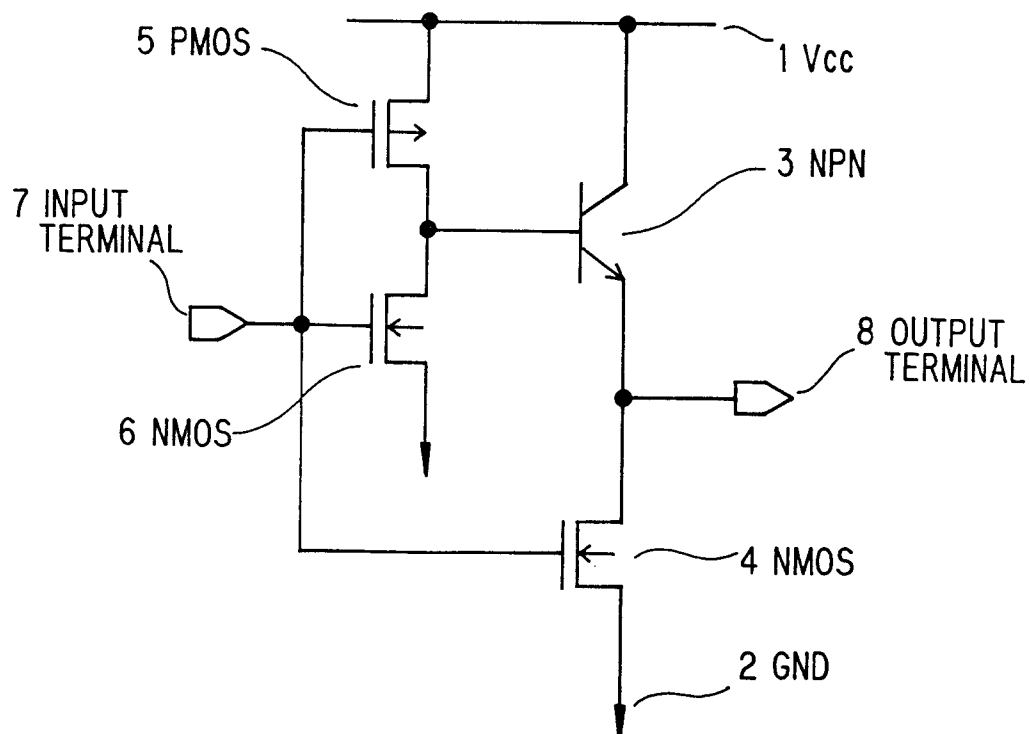 5 PMOS
1 Vcc
3 NPN
7 INPUT
TERMINAL
8 OUTPUT
TERMINAL
6 NMOS
4 NMOS
2 GND